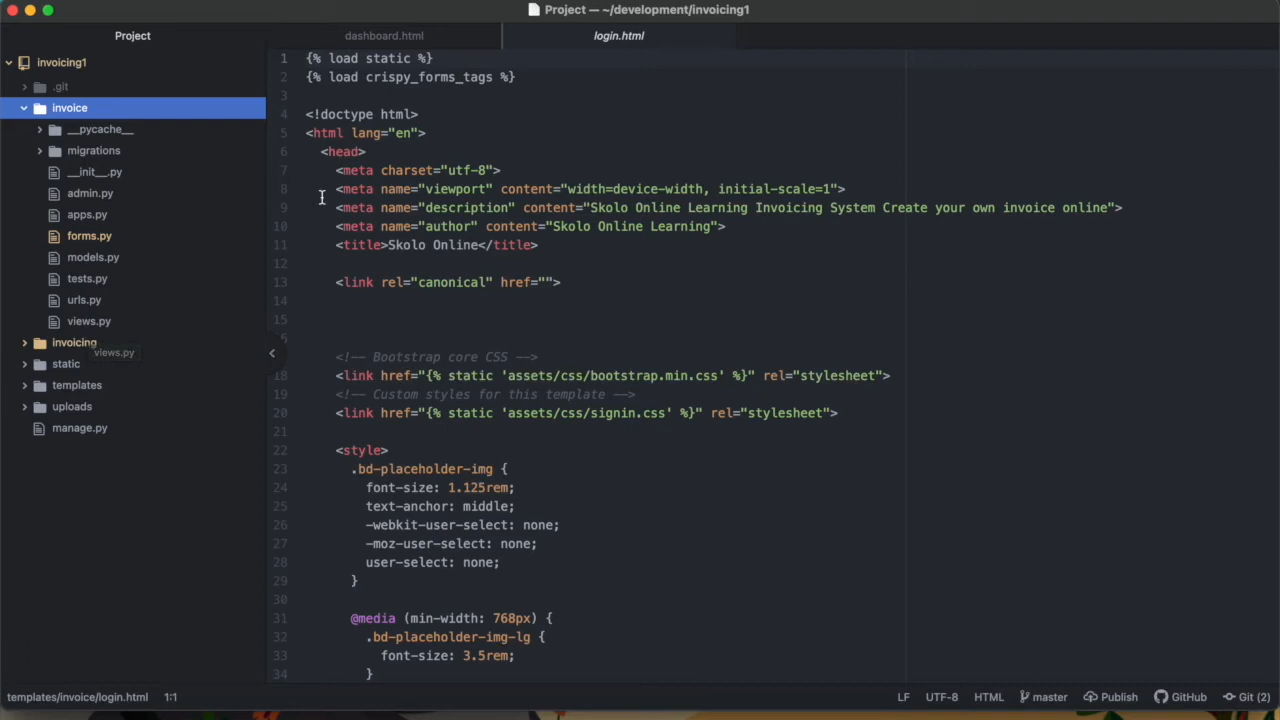 Project — ~/development/invoicing1
Project
dashboard.html
login.html
invoicing1
.git
invoice
__pycache__
migrations
__init__.py
admin.py
apps.py
forms.py
models.py
tests.py
urls.py
views.py
invoicing
views.py
static
templates
uploads
manage.py
1 {% load static %}
2 {% load crispy_forms_tags %}
3
4 <!doctype html>
5 <html lang="en">
6 <head>
7 <meta charset="utf-8">
8 <meta name="viewport" content="width=device-width, initial-scale=1">
9 <meta name="description" content="Skolo Online Learning Invoicing System Create your own invoice online">
10 <meta name="author" content="Skolo Online Learning">
11 <title>Skolo Online</title>
12
13 <link rel="canonical" href="">
14
15
6
<!-- Bootstrap core CSS -->
18 <link href="{% static 'assets/css/bootstrap.min.css' %}" rel="stylesheet">
19 <!-- Custom styles for this template -->
20 <link href="{% static 'assets/css/signin.css' %}" rel="stylesheet">
21
22 <style>
23 .bd-placeholder-img {
24 font-size: 1.125rem;
25 text-anchor: middle;
26 -webkit-user-select: none;
27 -moz-user-select: none;
28 user-select: none;
29 }
30
31 @media (min-width: 768px) {
32 .bd-placeholder-img-lg {
33 font-size: 3.5rem;
34 }
templates/invoice/login.html 1:1 LF UTF-8 HTML master Publish GitHub Git (2)